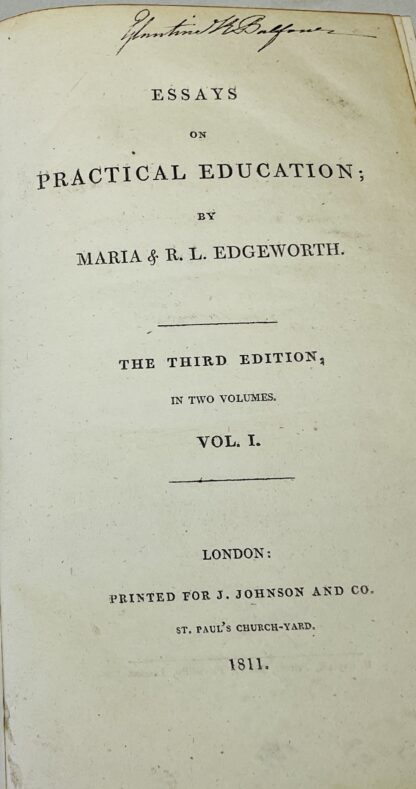 Balfour
ESSAYS
ON
PRACTICAL EDUCATION;
BY
MARIA & R. L. EDGEWORTH.
THE THIRD EDITION,
IN TWO VOLUMES.
VOL. I.
LONDON:
PRINTED FOR J. JOHNSON AND CO.
ST. PAUL'S CHURCH-YARD.
1811.